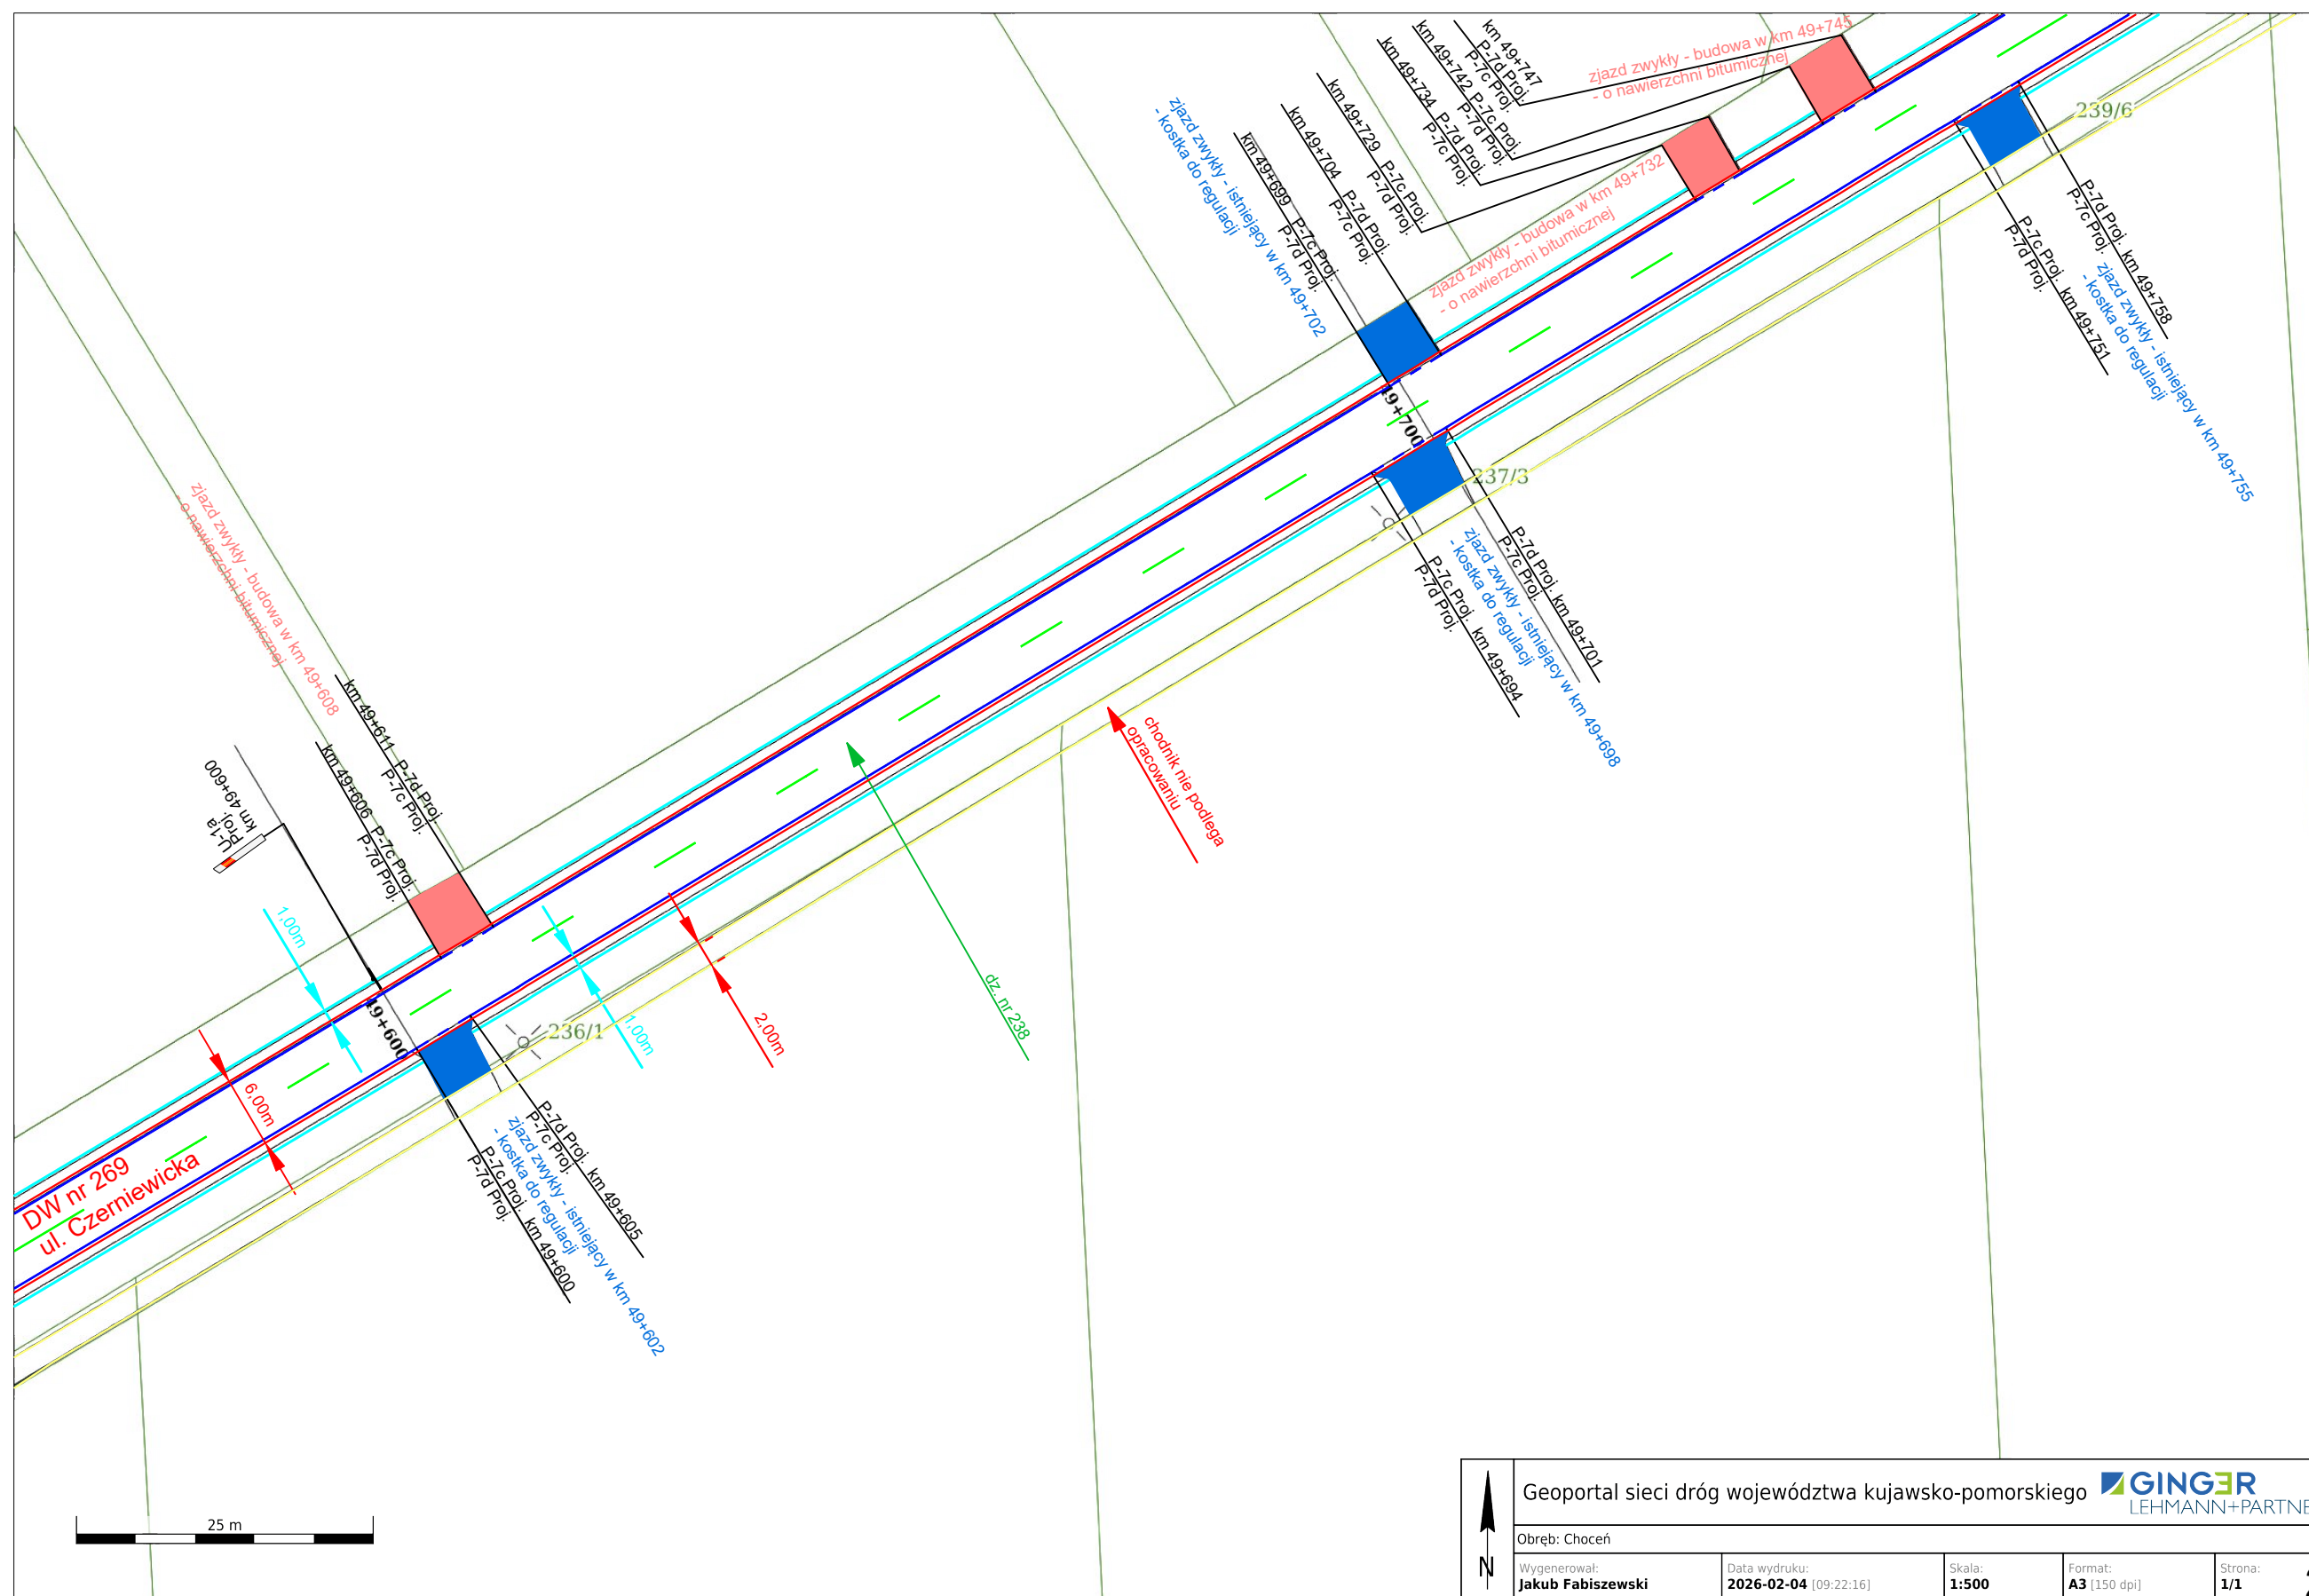 km 49+747
P-7d Proj.
P-7c Proj.
km 49+742 P-7c Proj.
P-7d Proj.
km 49+734 P-7d Proj.
P-7c Proj.
km 49+729 P-7c Proj.
P-7d Proj.
km 49+704 P-7d Proj.
P-7c Proj.
km 49+699 P-7c Proj.
P-7d Proj.
zjazd zwykły - istniejący w km 49+702
- kostka do regulacji
zjazd zwykły - budowa w km 49+745
- o nawierzchni bitumicznej
zjazd zwykły - budowa w km 49+732
- o nawierzchni bitumicznej
239/6
P-7d Proj. km 49+758
P-7c Proj.
zjazd zwykły - istniejący w km 49+755
- kostka do regulacji
P-7c Proj. km 49+751
P-7d Proj.
49+700
237/3
P-7d Proj. km 49+701
P-7c Proj.
zjazd zwykły - istniejący w km 49+698
- kostka do regulacji
P-7c Proj. km 49+694
P-7d Proj.
zjazd zwykły - budowa w km 49+608
- o nawierzchni bitumicznej
km 49+611 P-7d Proj.
P-7c Proj.
km 49+606 P-7c Proj.
P-7d Proj.
km 49+600
Proj.
U-1a
chodnik nie podlega
opracowaniu
1,00m
49+600
236/1
1,00m
2,00m
dz. nr 238
6,00m
DW nr 269
ul. Czerniewicka
P-7d Proj. km 49+605
P-7c Proj.
zjazd zwykły - istniejący w km 49+602
- kostka do regulacji
P-7c Proj. km 49+600
P-7d Proj.
25 m
N
Geoportal sieci dróg województwa kujawsko-pomorskiego
GINGER
LEHMANN+PARTNE
Obręb: Choceń
Wygenerował:
Jakub Fabiszewski
Data wydruku:
2026-02-04 [09:22:16]
Skala:
1:500
Format:
A3 [150 dpi]
Strona:
1/1